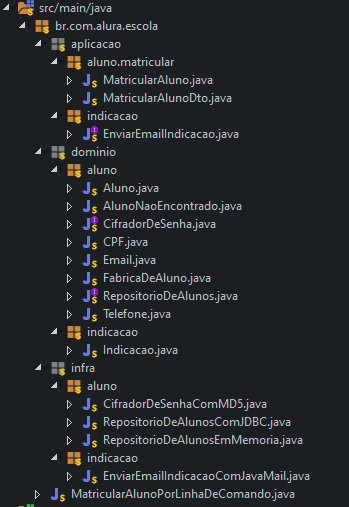 src/main/java
br.com.alura.escola
aplicacao
aluno.matricular
MatricularAluno.java
MatricularAlunoDto.java
indicacao
EnviarEmailIndicacao.java
dominio
aluno
Aluno.java
AlunoNaoEncontrado.java
CifradorDeSenha.java
CPF.java
Email.java
FabricaDeAluno.java
RepositorioDeAlunos.java
Telefone.java
indicacao
Indicacao.java
infra
aluno
CifradorDeSenhaComMD5.java
RepositorioDeAlunosComJDBC.java
RepositorioDeAlunosEmMemoria.java
indicacao
EnviarEmailIndicacaoComJavaMail.java
MatricularAlunoPorLinhaDeComando.java